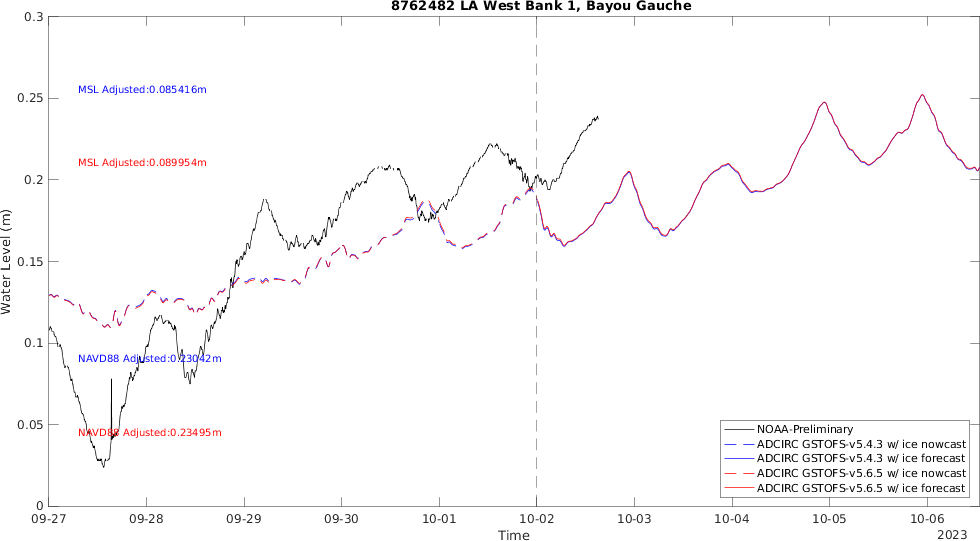 8762482 LA West Bank 1, Bayou Gauche
0.3
0.25
0.2
0.15
0.1
0.05
0
Water Level (m)
MSL Adjusted:0.085416m
MSL Adjusted:0.089954m
NAVD88 Adjusted:0.23042m
NAVD88 Adjusted:0.23495m
NOAA-Preliminary
ADCIRC GSTOFS-v5.4.3 w/ ice nowcast
ADCIRC GSTOFS-v5.4.3 w/ ice forecast
ADCIRC GSTOFS-v5.6.5 w/ ice nowcast
ADCIRC GSTOFS-v5.6.5 w/ ice forecast
09-27 09-28 09-29 09-30 10-01 10-02 10-03 10-04 10-05 10-06
Time
2023